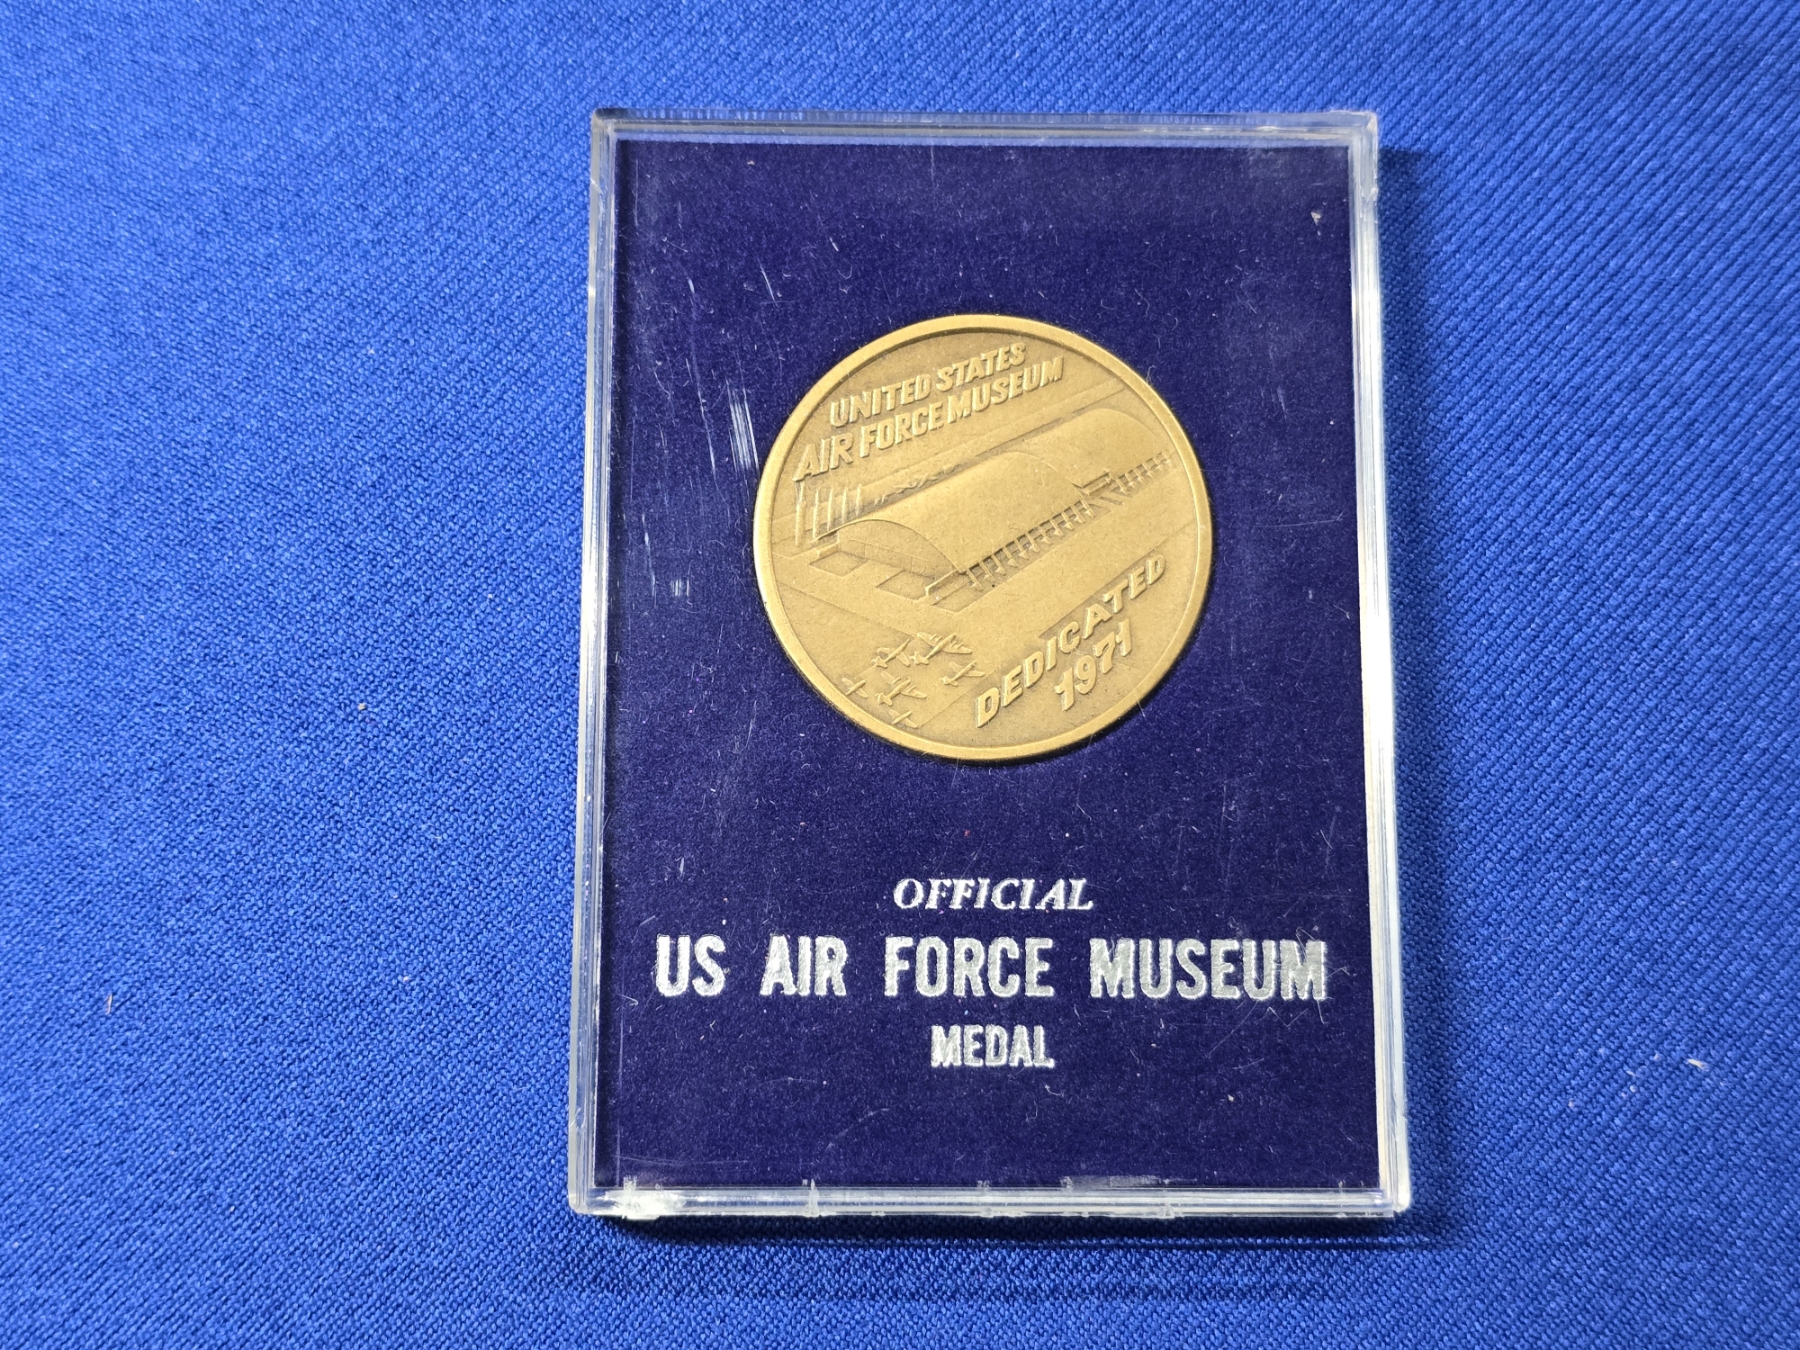 UNITED STATES
AIR FORCE MUSEUM
DEDICATED
1971
OFFICIAL
US AIR FORCE MUSEUM
MEDAL